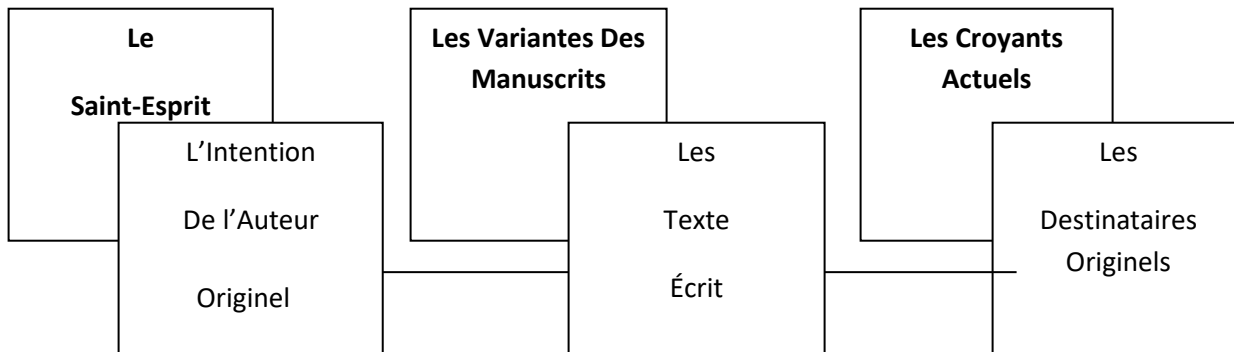 Le
Saint-Esprit
L’Intention
De l’Auteur
Originel
Les Variantes Des
Manuscrits
Les
Texte
Écrit
Les Croyants
Actuels
Les
Destinataires
Originels